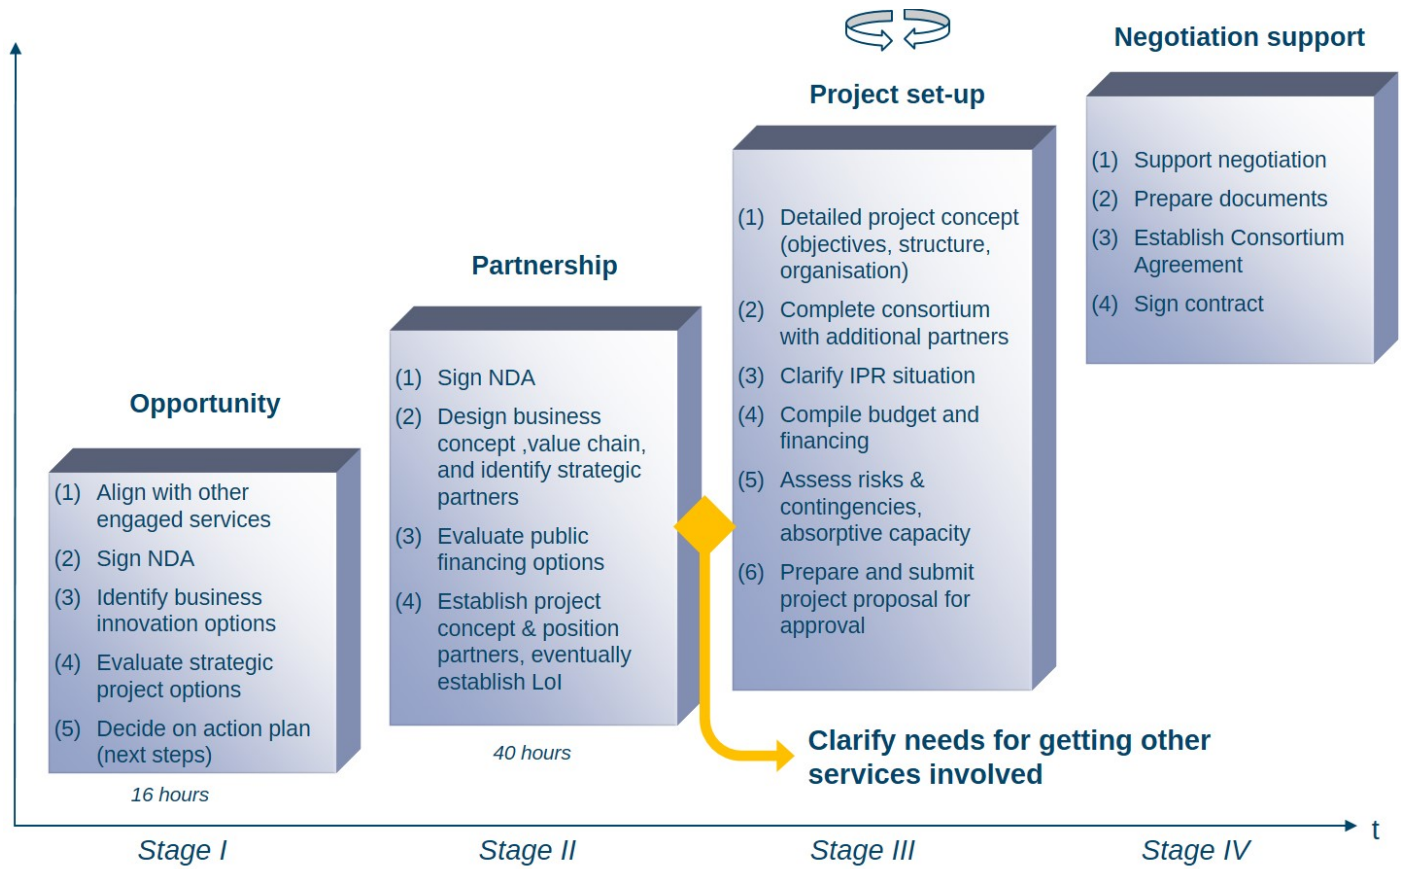 Opportunity
(1) Align with other
engaged services
(2) Sign NDA
(3) Identify business
innovation options
(4) Evaluate strategic
project options
(5) Decide on action plan
(next steps)
16 hours
Stage I
Partnership
(1) Sign NDA
(2) Design business
concept ,value chain,
and identify strategic
partners
(3) Evaluate public
financing options
(4) Establish project
concept & position
partners, eventually
establish LoI
40 hours
Stage II
Project set-up
(1) Detailed project concept
(objectives, structure,
organisation)
(2) Complete consortium
with additional partners
(3) Clarify IPR situation
(4) Compile budget and
financing
(5) Assess risks &
contingencies,
absorptive capacity
(6) Prepare and submit
project proposal for
approval
Clarify needs for getting other
services involved
Stage III
Negotiation support
(1) Support negotiation
(2) Prepare documents
(3) Establish Consortium
Agreement
(4) Sign contract
Stage IV
t